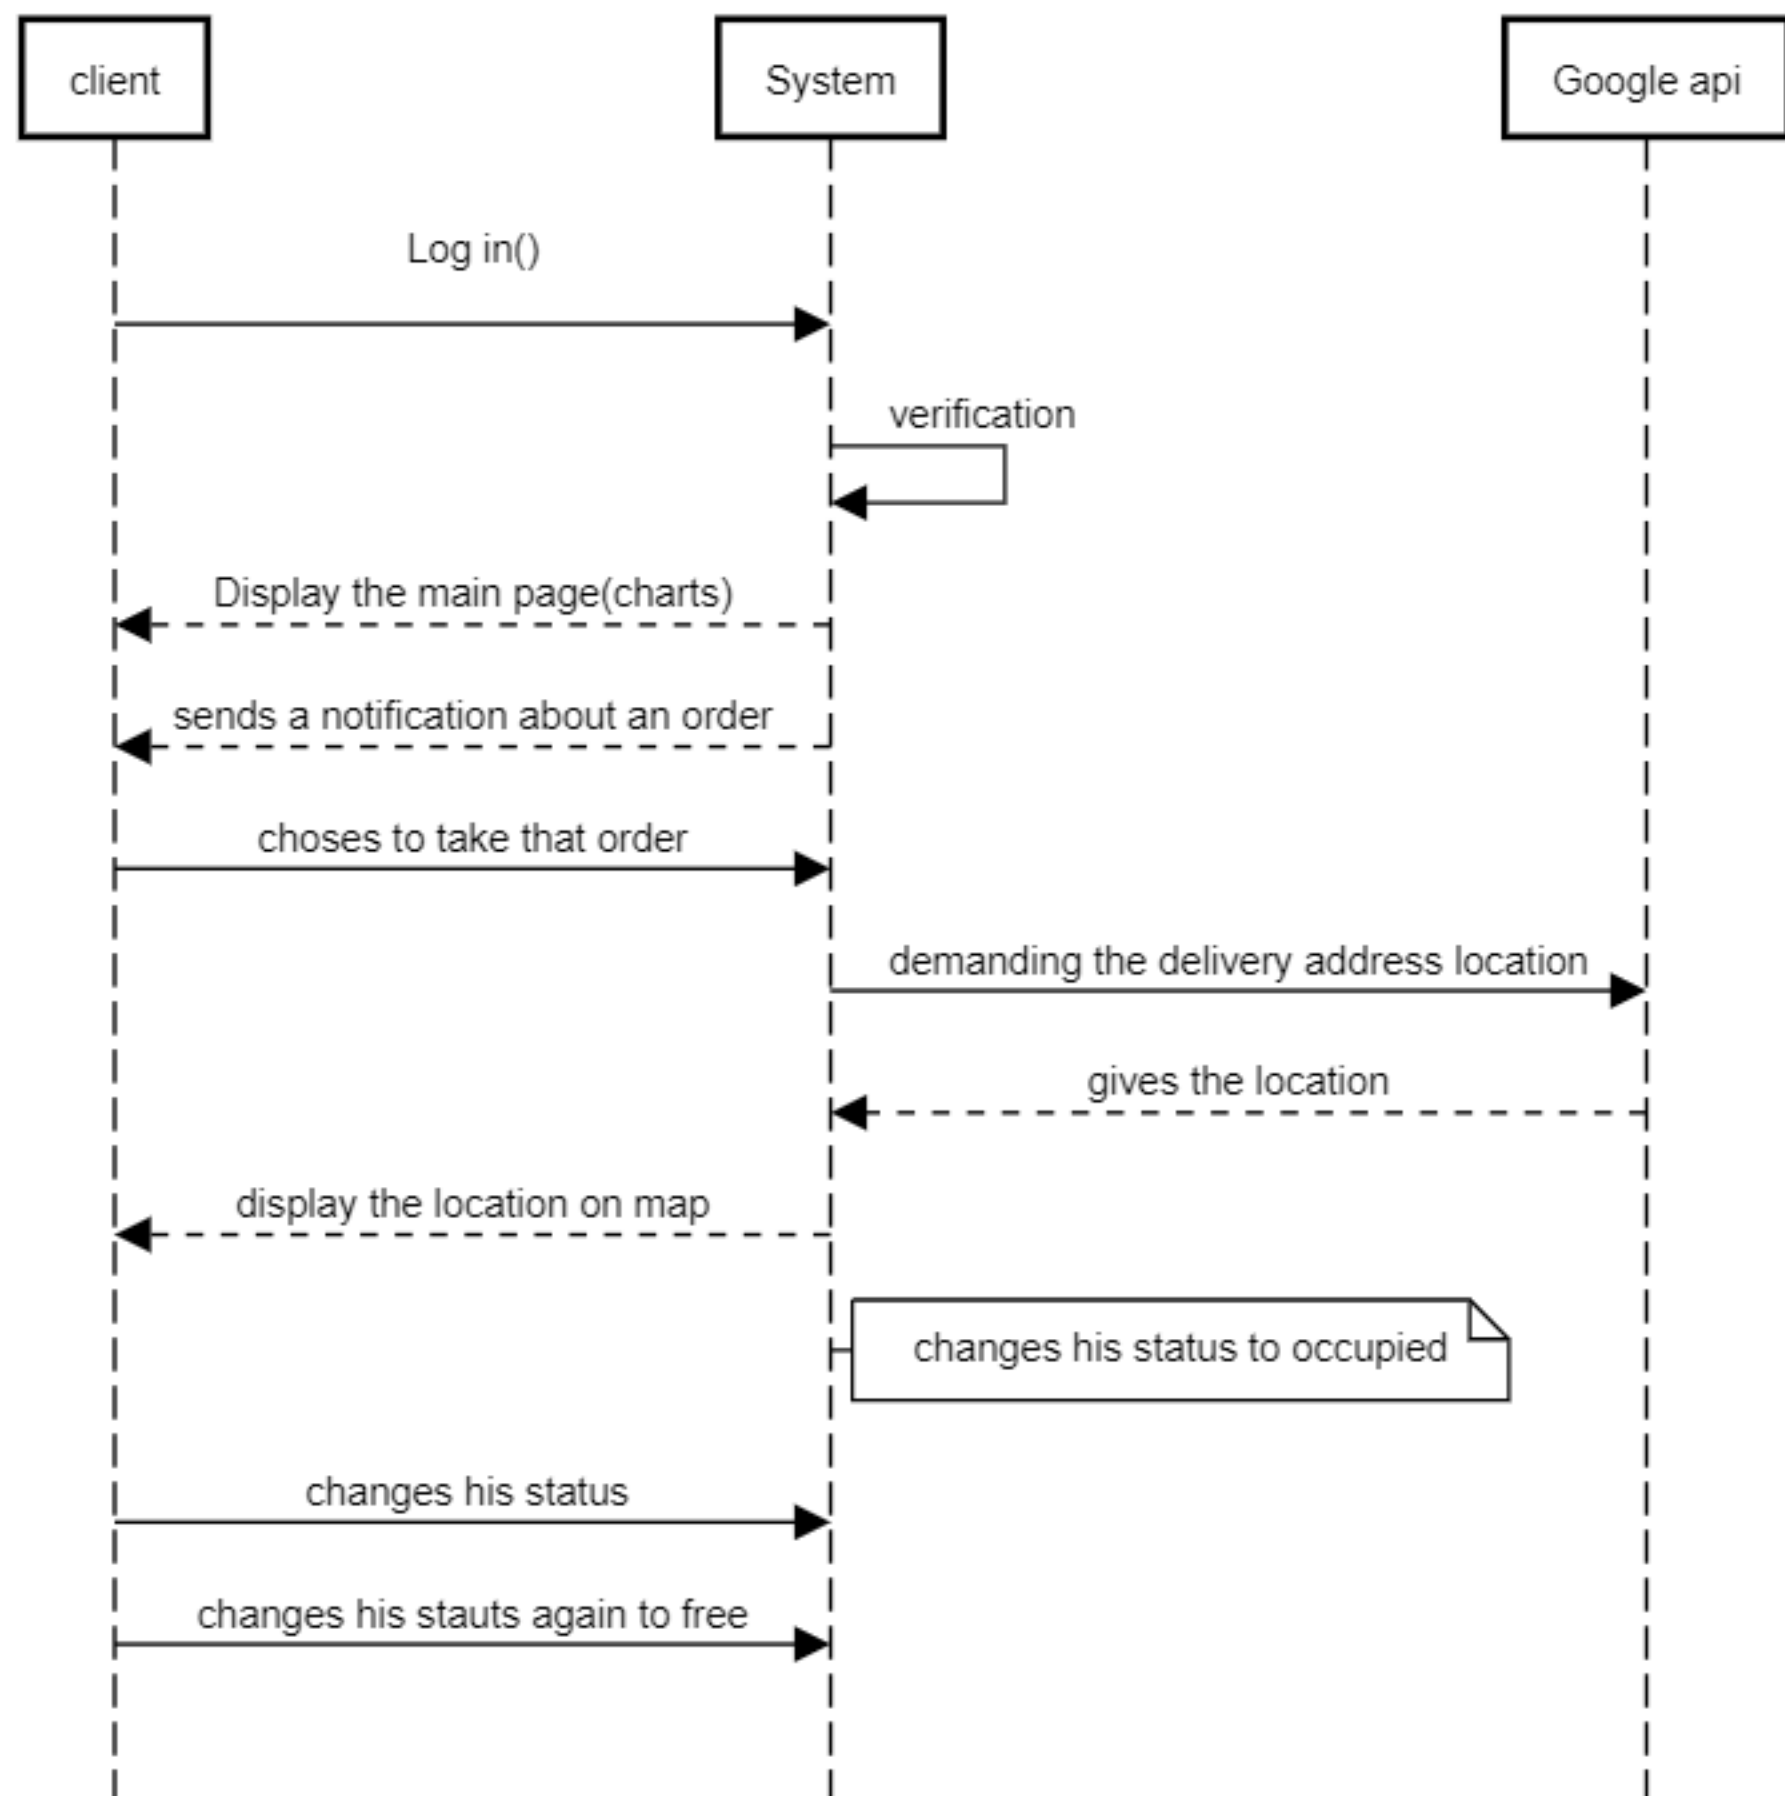 client
System
Google api
Log in()
verification
Display the main page(charts)
sends a notification about an order
choses to take that order
demanding the delivery address location
gives the location
display the location on map
changes his status to occupied
changes his status
changes his stauts again to free